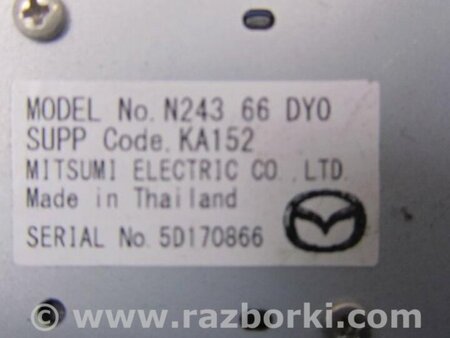 MODEL No. N243 66 DYO
SUPP Code. KA152
MITSUMI ELECTRIC CO., LTD.
Made in Thailand
SERIAL No. 5D170866
© www.razborki.com